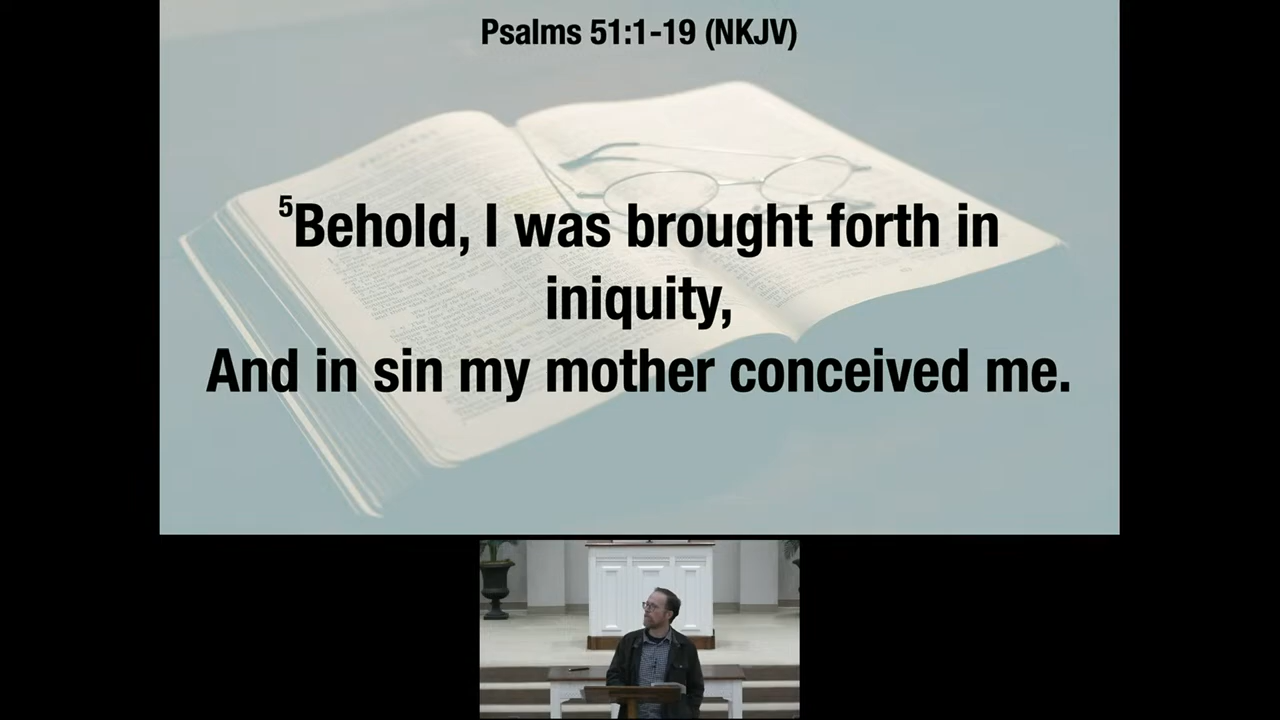 Psalms 51:1-19 (NKJV)
5Behold, I was brought forth in
iniquity,
And in sin my mother conceived me.